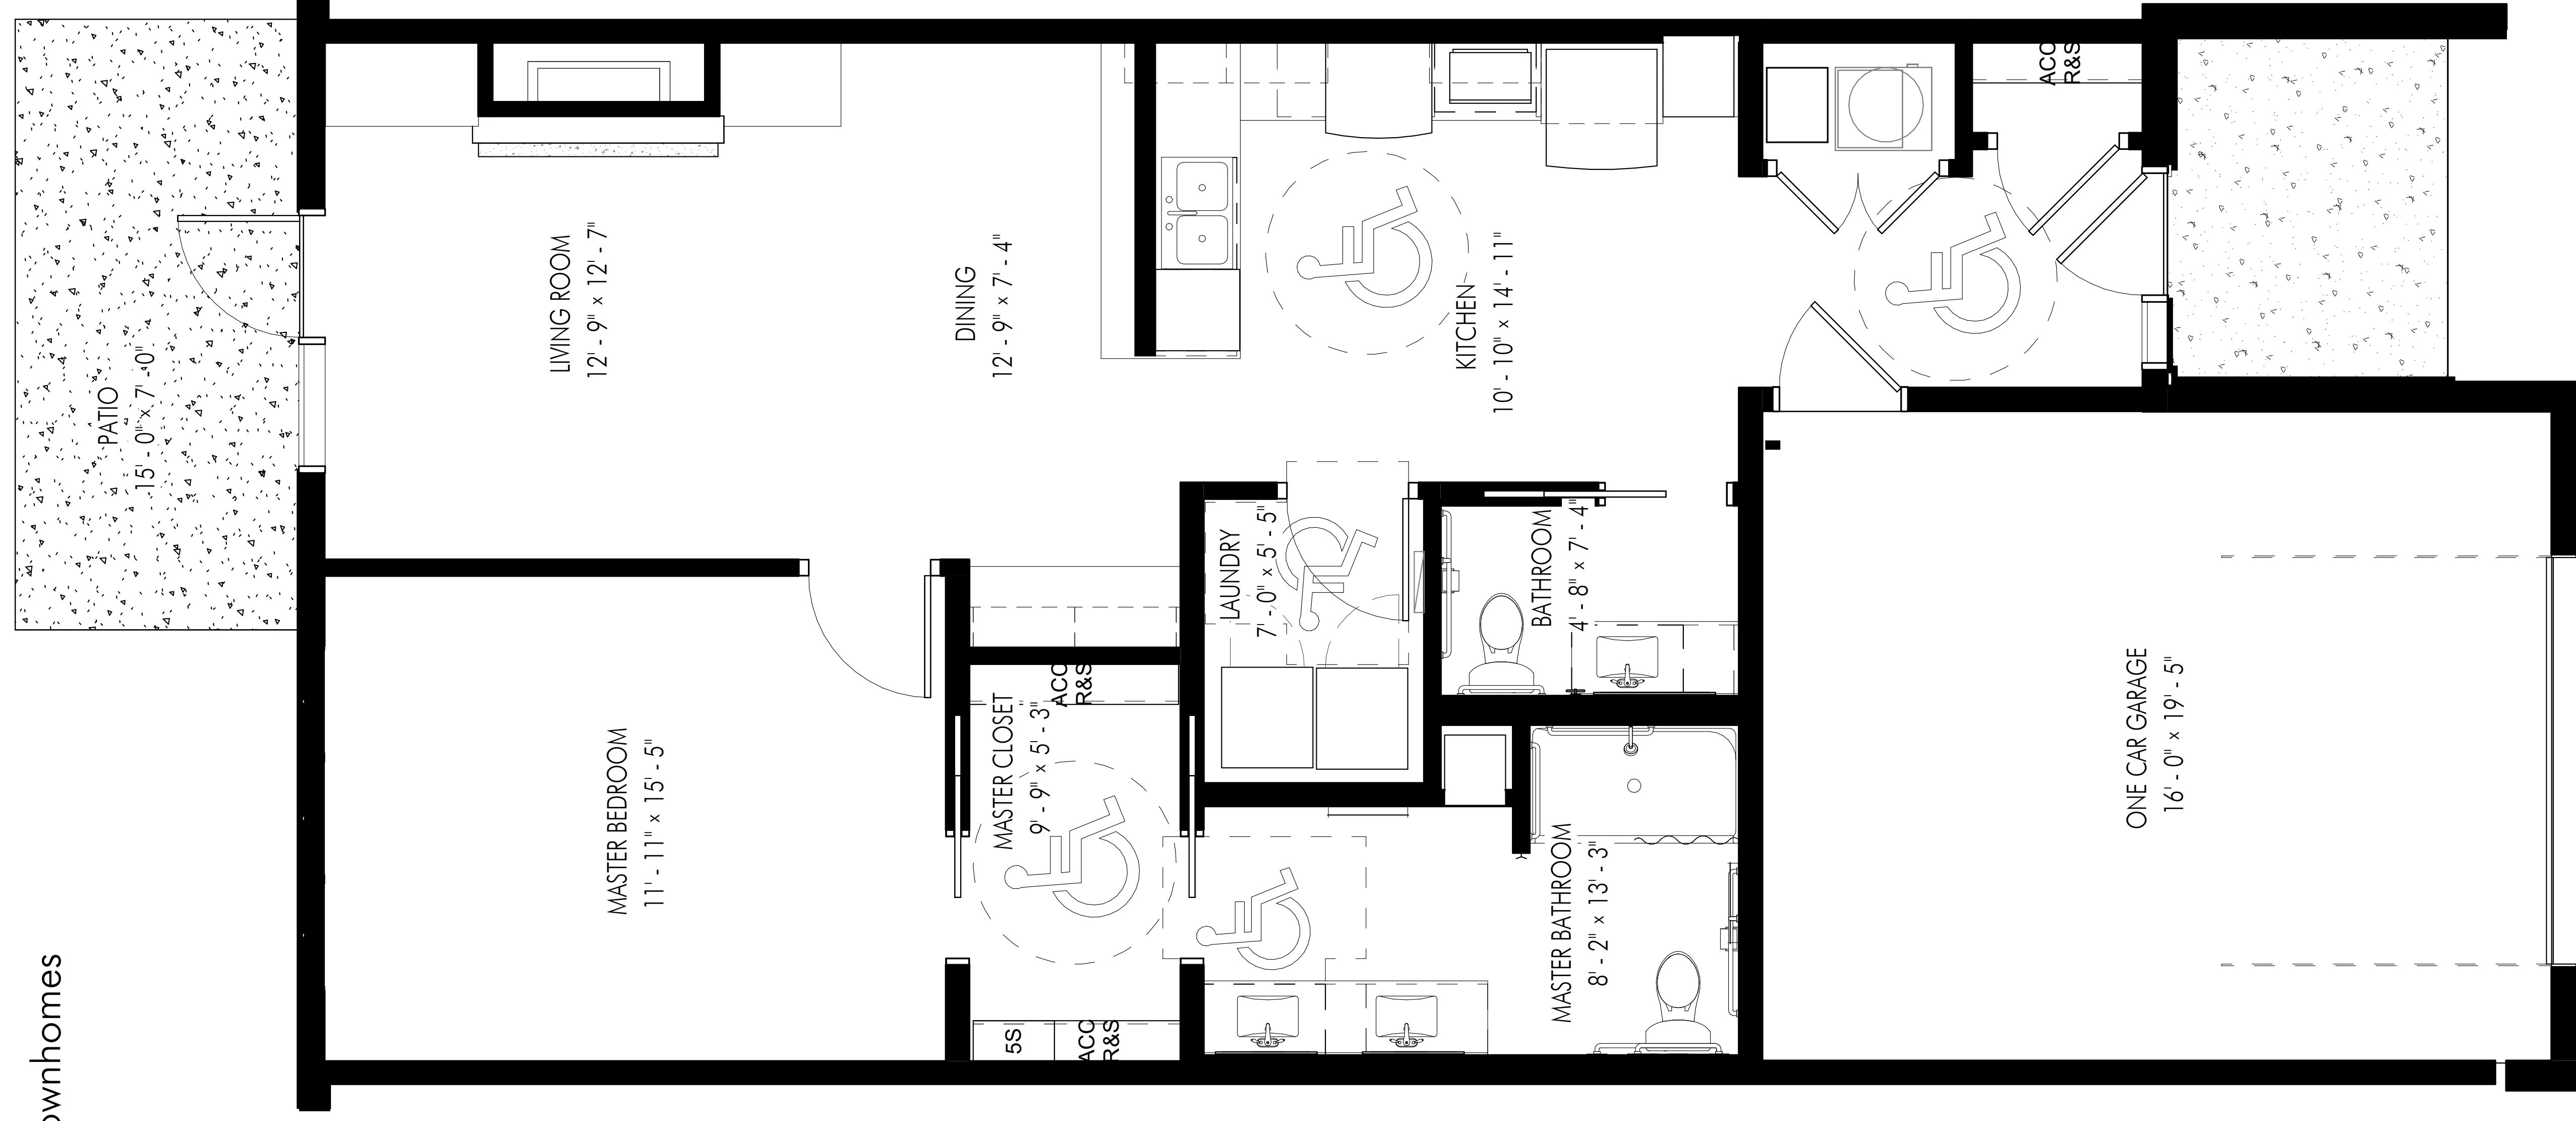 PATIO
15' - 0" x 7' - 0"
LIVING ROOM
12' - 9" x 12' - 7"
DINING
12' - 9" x 7' - 4"
KITCHEN
10' - 10" x 14' - 11"
ACC
R&S
LAUNDRY
7' - 0" x 5' - 5"
BATHROOM
4' - 8" x 7' - 4"
MASTER BEDROOM
11' - 11" x 15' - 5"
MASTER CLOSET
9' - 9" x 5' - 3"
ACC
R&S
5S
ACC
R&S
MASTER BATHROOM
8' - 2" x 13' - 3"
ONE CAR GARAGE
16' - 0" x 19' - 5"
ownhomes